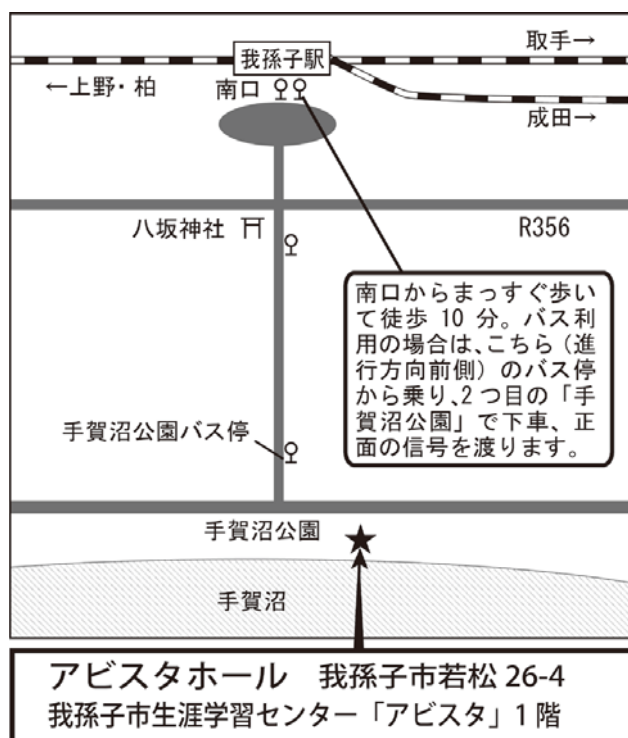 我孫子駅
取手→
←上野・柏
南口
成田→
八坂神社
R356
南口からまっすぐ歩い
て徒歩 10 分。バス利
用の場合は、こちら（進
行方向前側）のバス停
から乗り、2 つ目の「手
賀沼公園」で下車、正
面の信号を渡ります。
手賀沼公園バス停
手賀沼公園
手賀沼
アビスタホール 我孫子市若松 26-4
我孫子市生涯学習センター「アビスタ」1 階